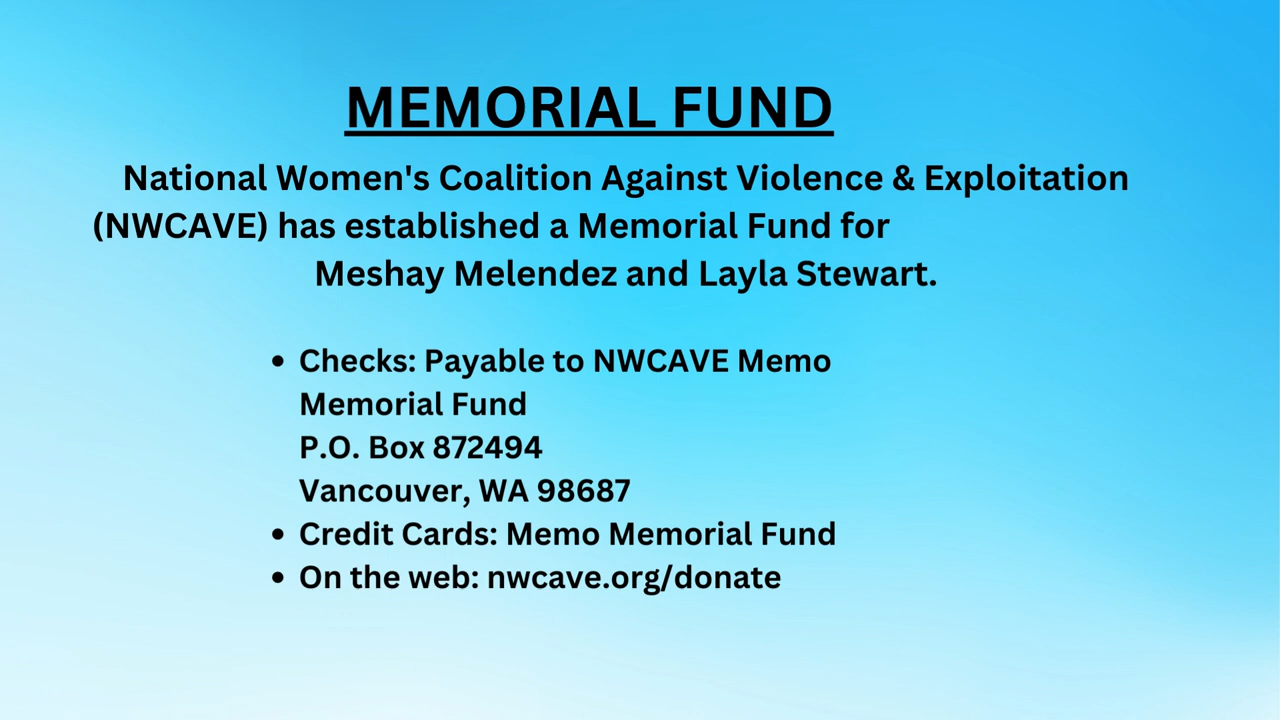 MEMORIAL FUND
National Women's Coalition Against Violence & Exploitation
(NWCAVE) has established a Memorial Fund for
Meshay Melendez and Layla Stewart.
• Checks: Payable to NWCAVE Memo
Memorial Fund
P.O. Box 872494
Vancouver, WA 98687
• Credit Cards: Memo Memorial Fund
• On the web: nwcave.org/donate